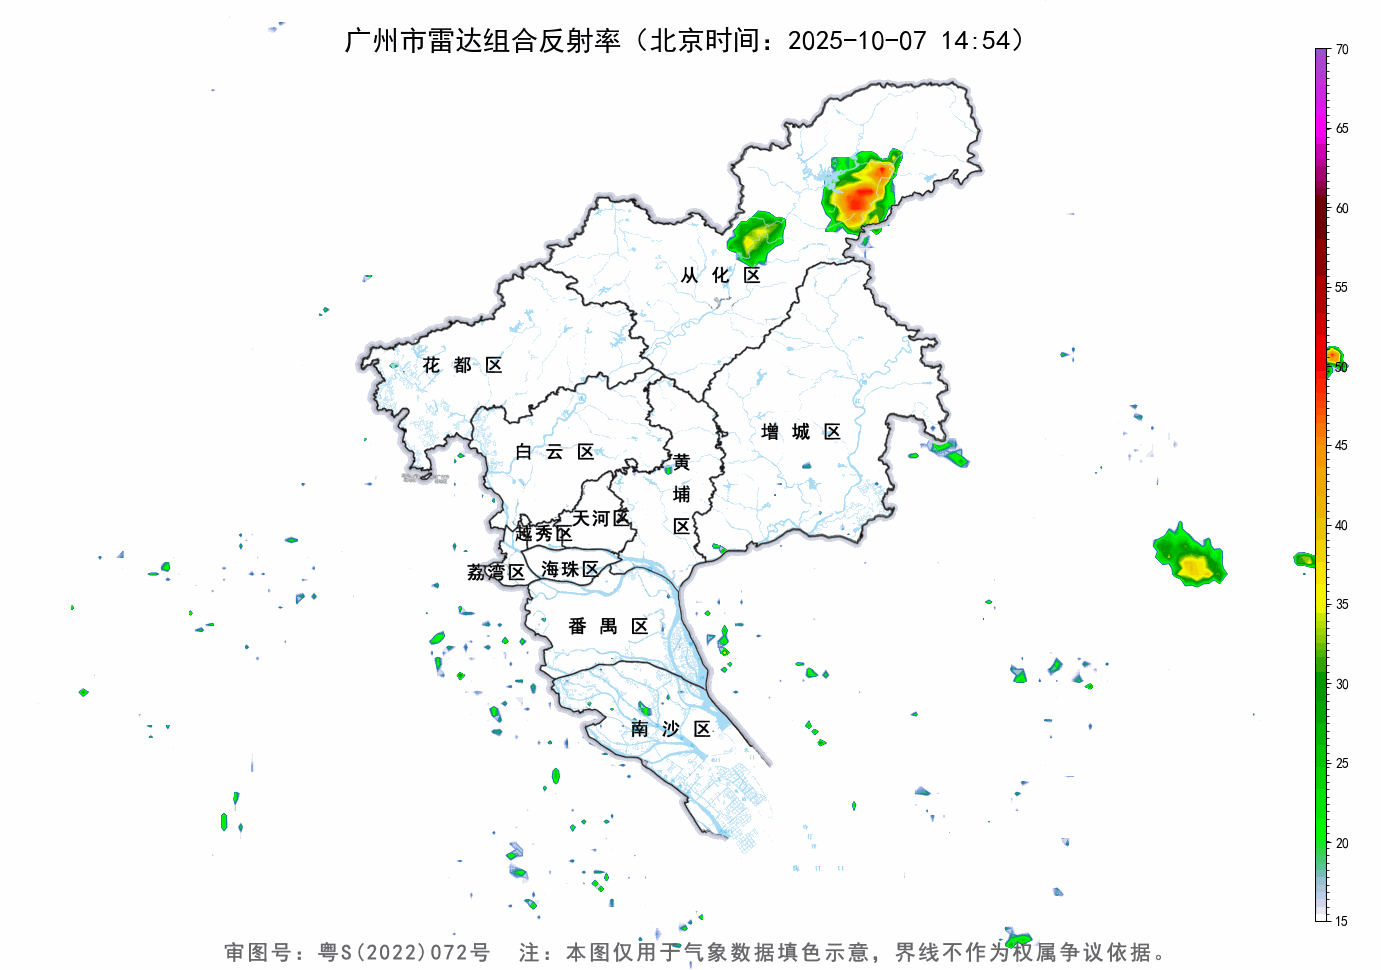 广州市雷达组合反射率（北京时间：2025-10-07 14:54）
70
65
60
55
50
45
40
35
30
25
20
15
从化区
花都区
增城区
白云区
黄埔区
天河区
越秀区
荔湾区
海珠区
番禺区
南沙区
审图号：粤S(2022)072号　注：本图仅用于气象数据填色示意，界线不作为权属争议依据。